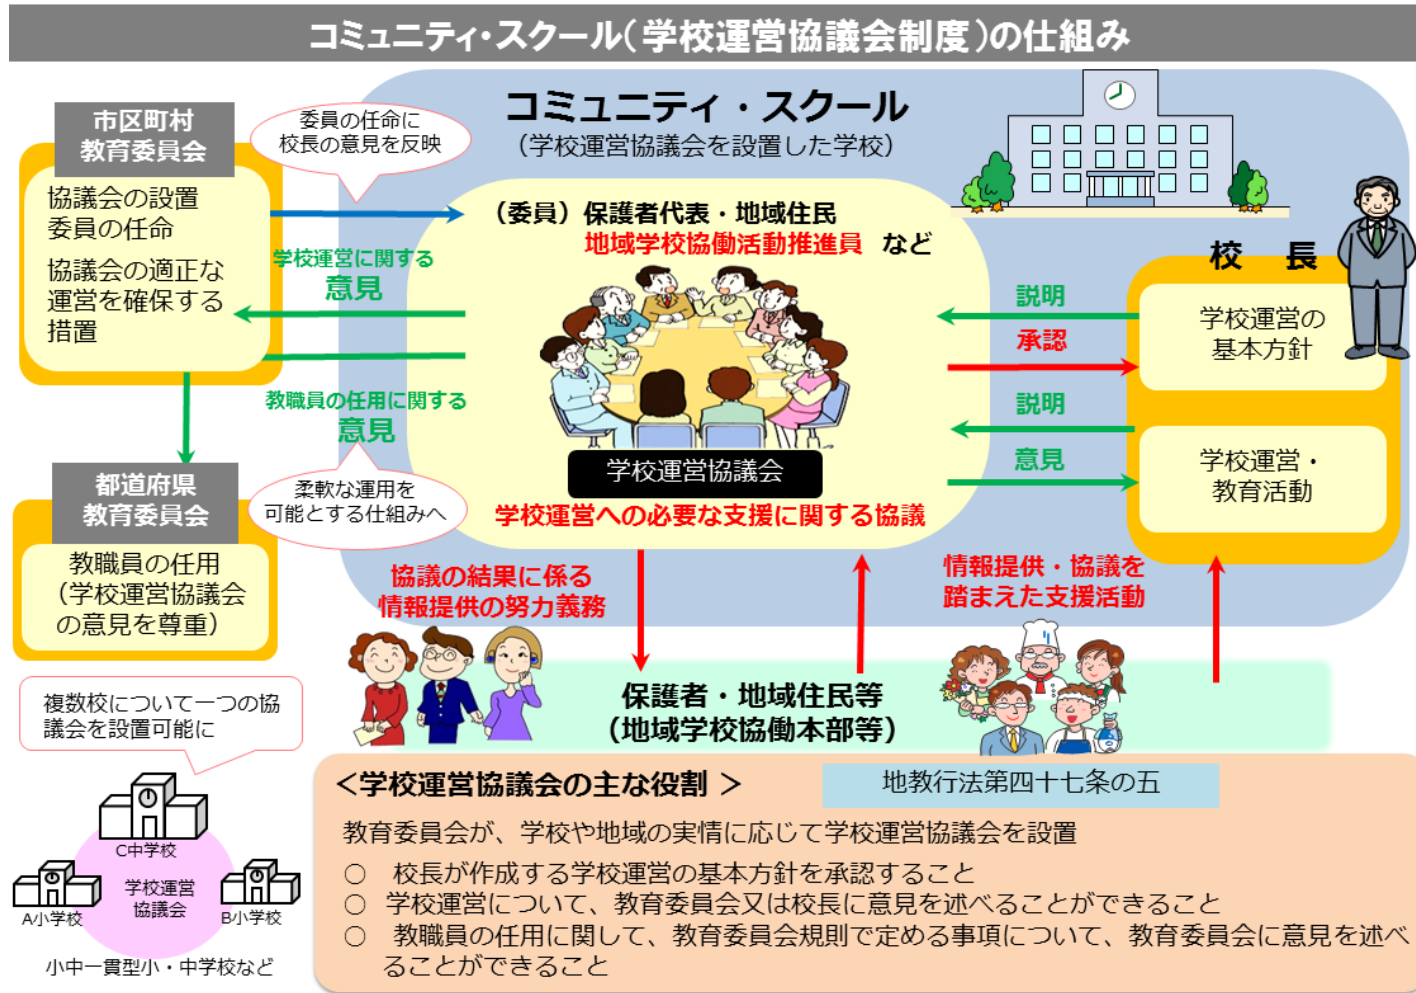 コミュニティ・スクール(学校運営協議会制度)の仕組み
市区町村
教育委員会
協議会の設置
委員の任命
協議会の適正な
運営を確保する
措置
委員の任命に
校長の意見を反映
コミュニティ・スクール
(学校運営協議会を設置した学校)
(委員)保護者代表・地域住民
地域学校協働活動推進員 など
学校運営に関する
意見
教職員の任用に関する
意見
柔軟な運用を
可能とする仕組みへ
学校運営協議会
学校運営への必要な支援に関する協議
校 長
説明
承認
学校運営の
基本方針
説明
意見
学校運営・
教育活動
都道府県
教育委員会
教職員の任用
(学校運営協議会
の意見を尊重)
協議の結果に係る
情報提供の努力義務
情報提供・協議を
踏まえた支援活動
保護者・地域住民等
(地域学校協働本部等)
複数校について一つの協
議会を設置可能に
C中学校
学校運営
協議会
A小学校
B小学校
小中一貫型小・中学校など
<学校運営協議会の主な役割 >
地教行法第四十七条の五
教育委員会が、学校や地域の実情に応じて学校運営協議会を設置
○ 校長が作成する学校運営の基本方針を承認すること
○ 学校運営について、教育委員会又は校長に意見を述べることができること
○ 教職員の任用に関して、教育委員会規則で定める事項について、教育委員会に意見を述べ
ることができること